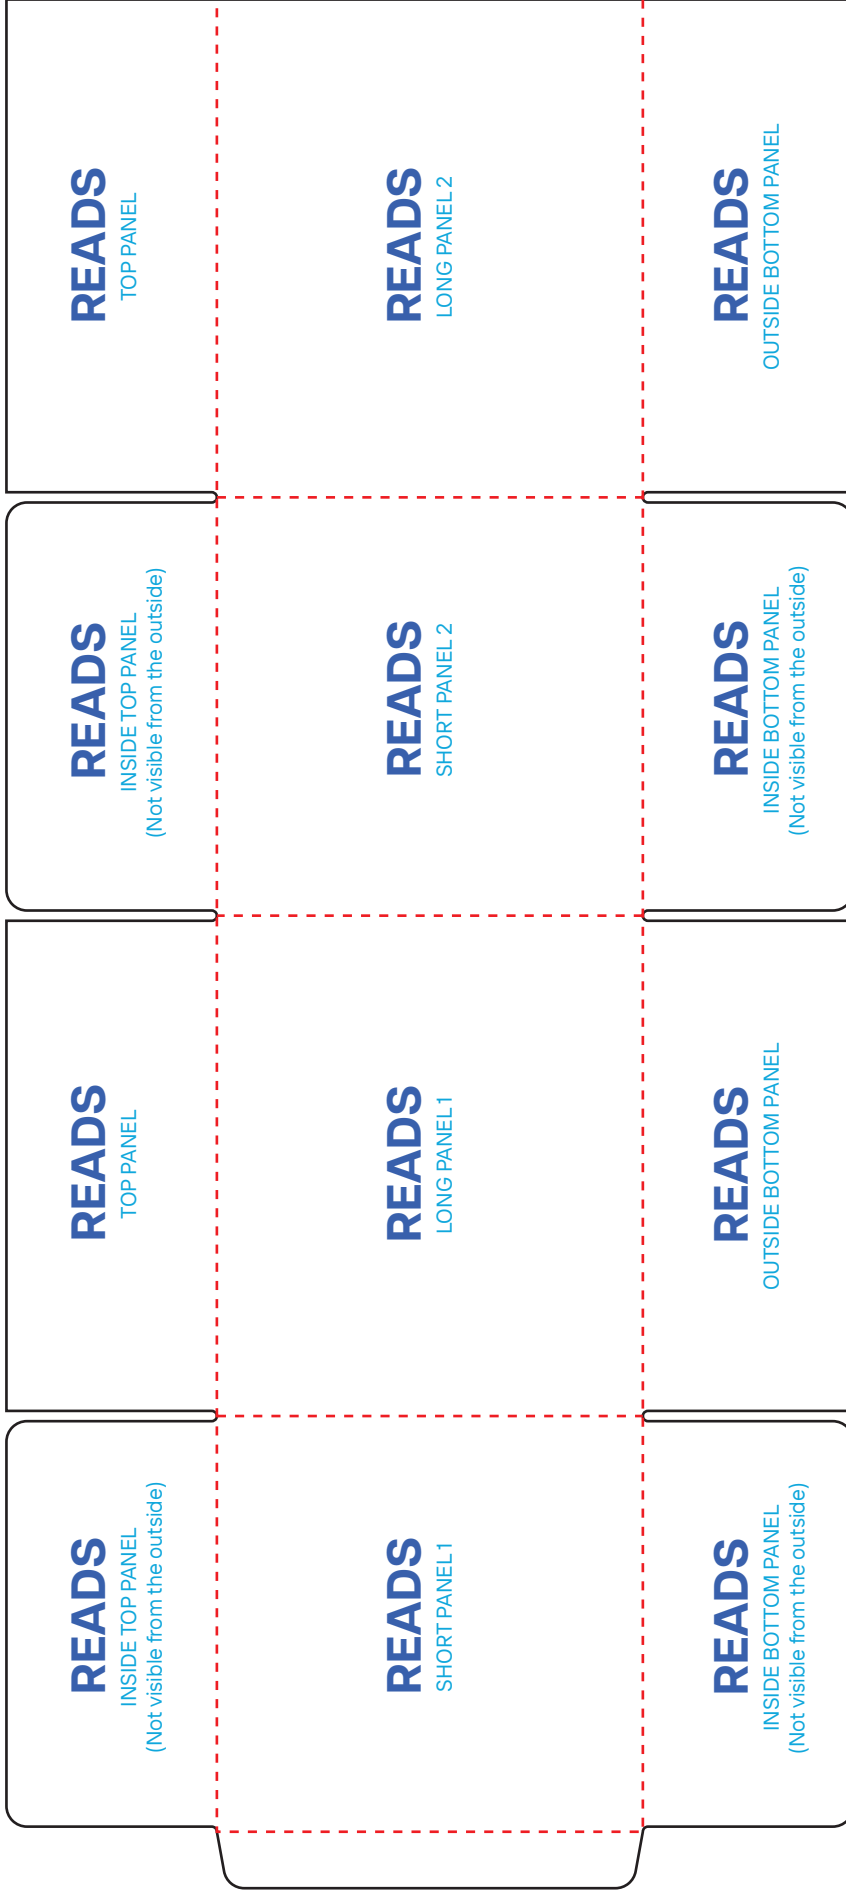 READS
INSIDE TOP PANEL
(Not visible from the outside)
READS
TOP PANEL
READS
INSIDE TOP PANEL
(Not visible from the outside)
READS
TOP PANEL
READS
SHORT PANEL 1
READS
LONG PANEL 1
READS
SHORT PANEL 2
READS
LONG PANEL 2
READS
INSIDE BOTTOM PANEL
(Not visible from the outside)
READS
OUTSIDE BOTTOM PANEL
READS
INSIDE BOTTOM PANEL
(Not visible from the outside)
READS
OUTSIDE BOTTOM PANEL